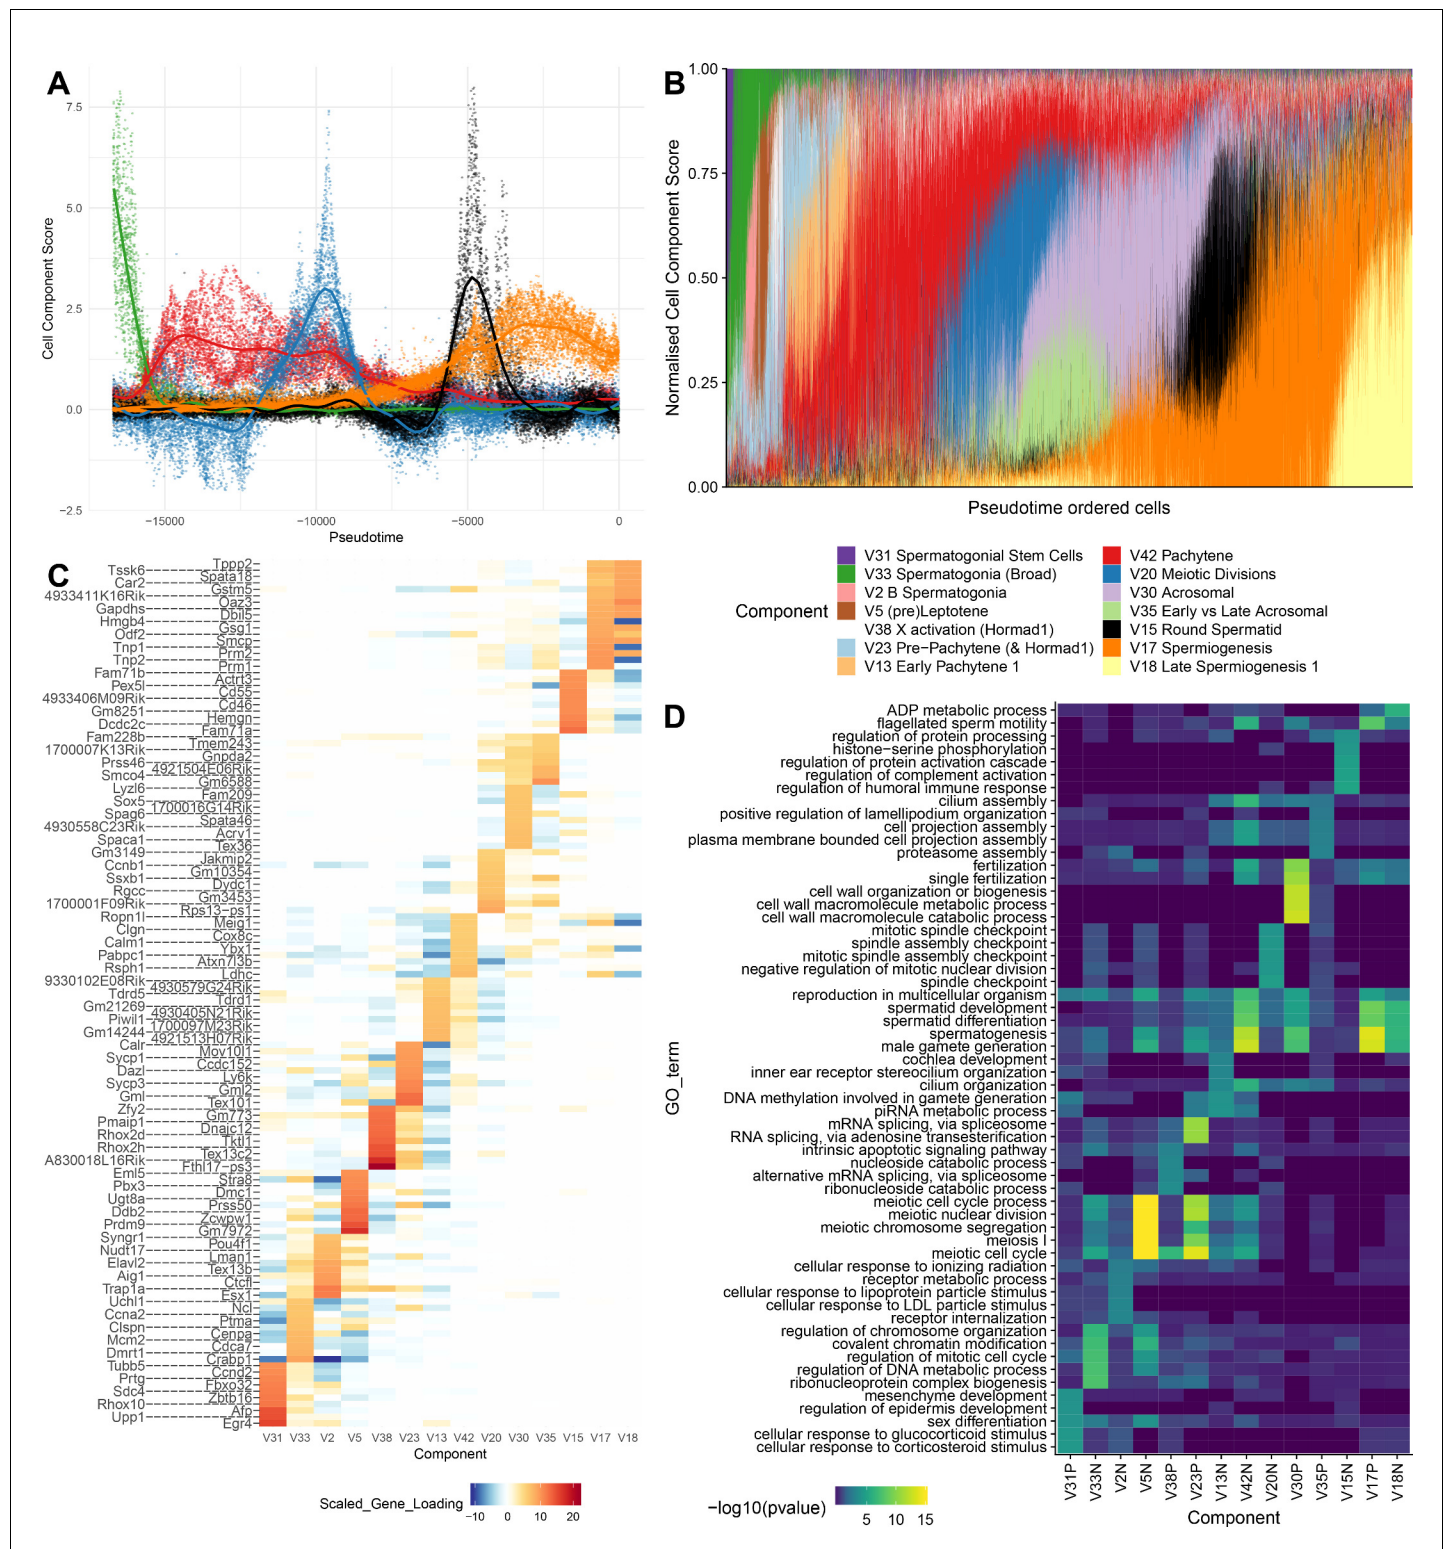 A
7.5
5.0
2.5
0.0
−2.5
Cell Component Score
−15000
−10000
−5000
0
Pseudotime
B
1.00
0.75
0.50
0.25
0.00
Normalised Cell Component Score
Pseudotime ordered cells
Component
V31 Spermatogonial Stem Cells
V33 Spermatogonia (Broad)
V2 B Spermatogonia
V5 (pre)Leptotene
V38 X activation (Hormad1)
V23 Pre−Pachytene (& Hormad1)
V13 Early Pachytene 1
V42 Pachytene
V20 Meiotic Divisions
V30 Acrosomal
V35 Early vs Late Acrosomal
V15 Round Spermatid
V17 Spermiogenesis
V18 Late Spermiogenesis 1
C
Tppp2
Tssk6
Spata18
Car2
Gstm5
4933411K16Rik
Oaz3
Gapdhs
Dbil5
Hmgb4
Gsg1
Odf2
Smcp
Tnp1
Prm2
Tnp2
Prm1
Fam71b
Actrt3
Pex5l
Cd55
4933406M09Rik
Cd46
Gm8251
Hemgn
Dcdc2c
Fam71a
Fam228b
Tmem243
1700007K13Rik
Gnpda2
Prss46
4921504E06Rik
Smco4
Gm6588
Lyzl6
Fam209
Sox5
1700016G14Rik
Spag6
Spata46
4930558C23Rik
Acrv1
Spaca1
Tex36
Gm3149
Jakmip2
Ccnb1
Gm10354
Ssxb1
Dydc1
Rgcc
Gm3453
1700001F09Rik
Rps13−ps1
Ropn1l
Meig1
Clgn
Cox8c
Calm1
Ybx1
Pabpc1
Atxn7l3b
Rsph1
Ldhc
9330102E08Rik
4930579G24Rik
Tdrd5
Tdrd1
Gm21269
4930405N21Rik
Piwil1
1700097M23Rik
Gm14244
4921513H07Rik
Calr
Mov10l1
Sycp1
Ccdc152
Dazl
Ly6k
Sycp3
Gml2
Gml
Tex101
Zfy2
Gm773
Pmaip1
Dnajc12
Rhox2d
Tktl1
Rhox2h
Tex13c2
A830018L16Rik
Fthl17−ps3
Eml5
Stra8
Pbx3
Dmc1
Ugt8a
Prss50
Ddb2
Zcwpw1
Prdm9
Gm7972
Syngr1
Pou4f1
Nudt17
Lman1
Elavl2
Tex13b
Aig1
Ctcfl
Trap1a
Esx1
Uchl1
Ncl
Ccna2
Ptma
Clspn
Cenpa
Mcm2
Cdca7
Dmrt1
Crabp1
Tubb5
Ccnd2
Prtg
Fbxo32
Sdc4
Zbtb16
Rhox10
Afp
Upp1
Egr4
V31 V33 V2 V5 V38 V23 V13 V42 V20 V30 V35 V15 V17 V18
Component
Scaled_Gene_Loading
−10 0 10 20
D
GO_term
ADP metabolic process
flagellated sperm motility
regulation of protein processing
histone−serine phosphorylation
regulation of protein activation cascade
regulation of complement activation
regulation of humoral immune response
cilium assembly
positive regulation of lamellipodium organization
cell projection assembly
plasma membrane bounded cell projection assembly
proteasome assembly
fertilization
single fertilization
cell wall organization or biogenesis
cell wall macromolecule metabolic process
cell wall macromolecule catabolic process
mitotic spindle checkpoint
spindle assembly checkpoint
mitotic spindle assembly checkpoint
negative regulation of mitotic nuclear division
spindle checkpoint
reproduction in multicellular organism
spermatid development
spermatid differentiation
spermatogenesis
male gamete generation
cochlea development
inner ear receptor stereocilium organization
cilium organization
DNA methylation involved in gamete generation
piRNA metabolic process
mRNA splicing, via spliceosome
RNA splicing, via adenosine transesterification
intrinsic apoptotic signaling pathway
nucleoside catabolic process
alternative mRNA splicing, via spliceosome
ribonucleoside catabolic process
meiotic cell cycle process
meiotic nuclear division
meiotic chromosome segregation
meiosis I
meiotic cell cycle
cellular response to ionizing radiation
receptor metabolic process
cellular response to lipoprotein particle stimulus
cellular response to LDL particle stimulus
receptor internalization
regulation of chromosome organization
covalent chromatin modification
regulation of mitotic cell cycle
regulation of DNA metabolic process
ribonucleoprotein complex biogenesis
mesenchyme development
regulation of epidermis development
sex differentiation
cellular response to glucocorticoid stimulus
cellular response to corticosteroid stimulus
V31P V33N V2N V5N V38P V23P V13N V42N V20N V30P V35P V15N V17P V18N
Component
−log10(pvalue)
5 10 15